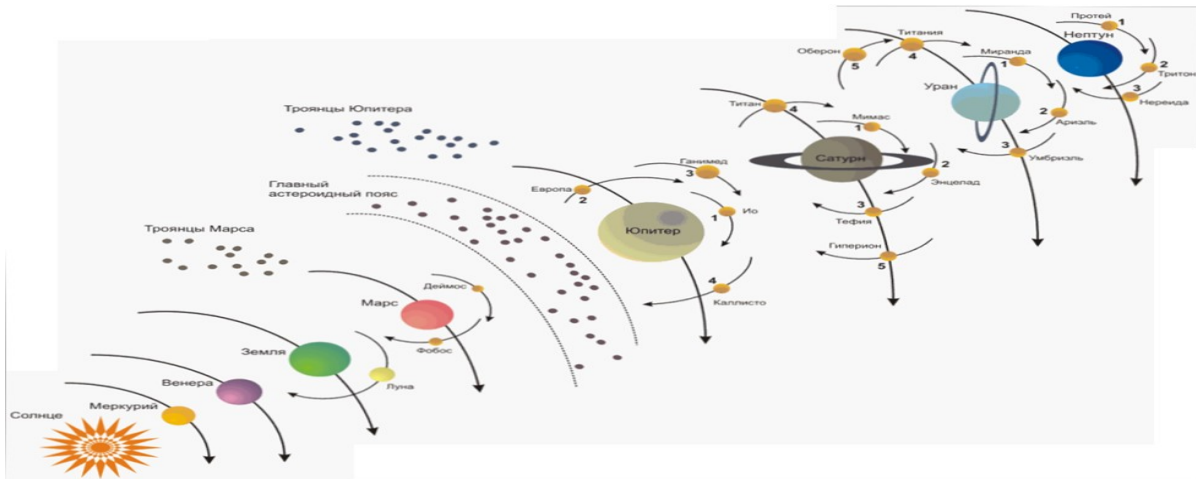 Протей
1
Нептун
2
Тритон
3
Нереида
Титания
4
Оберон
5
Миранда
1
Уран
2
Ариэль
3
Умбриэль
Титан
4
Мимас
1
Сатурн
2
Энцелад
3
Тефия
Гиперион
5
Троянцы Юпитера
Ганимед
3
Европа
2
Ио
1
Юпитер
4
Каллисто
Главный
астероидный пояс
Троянцы Марса
Деймос
Марс
Фобос
Земля
Луна
Венера
Меркурий
Солнце